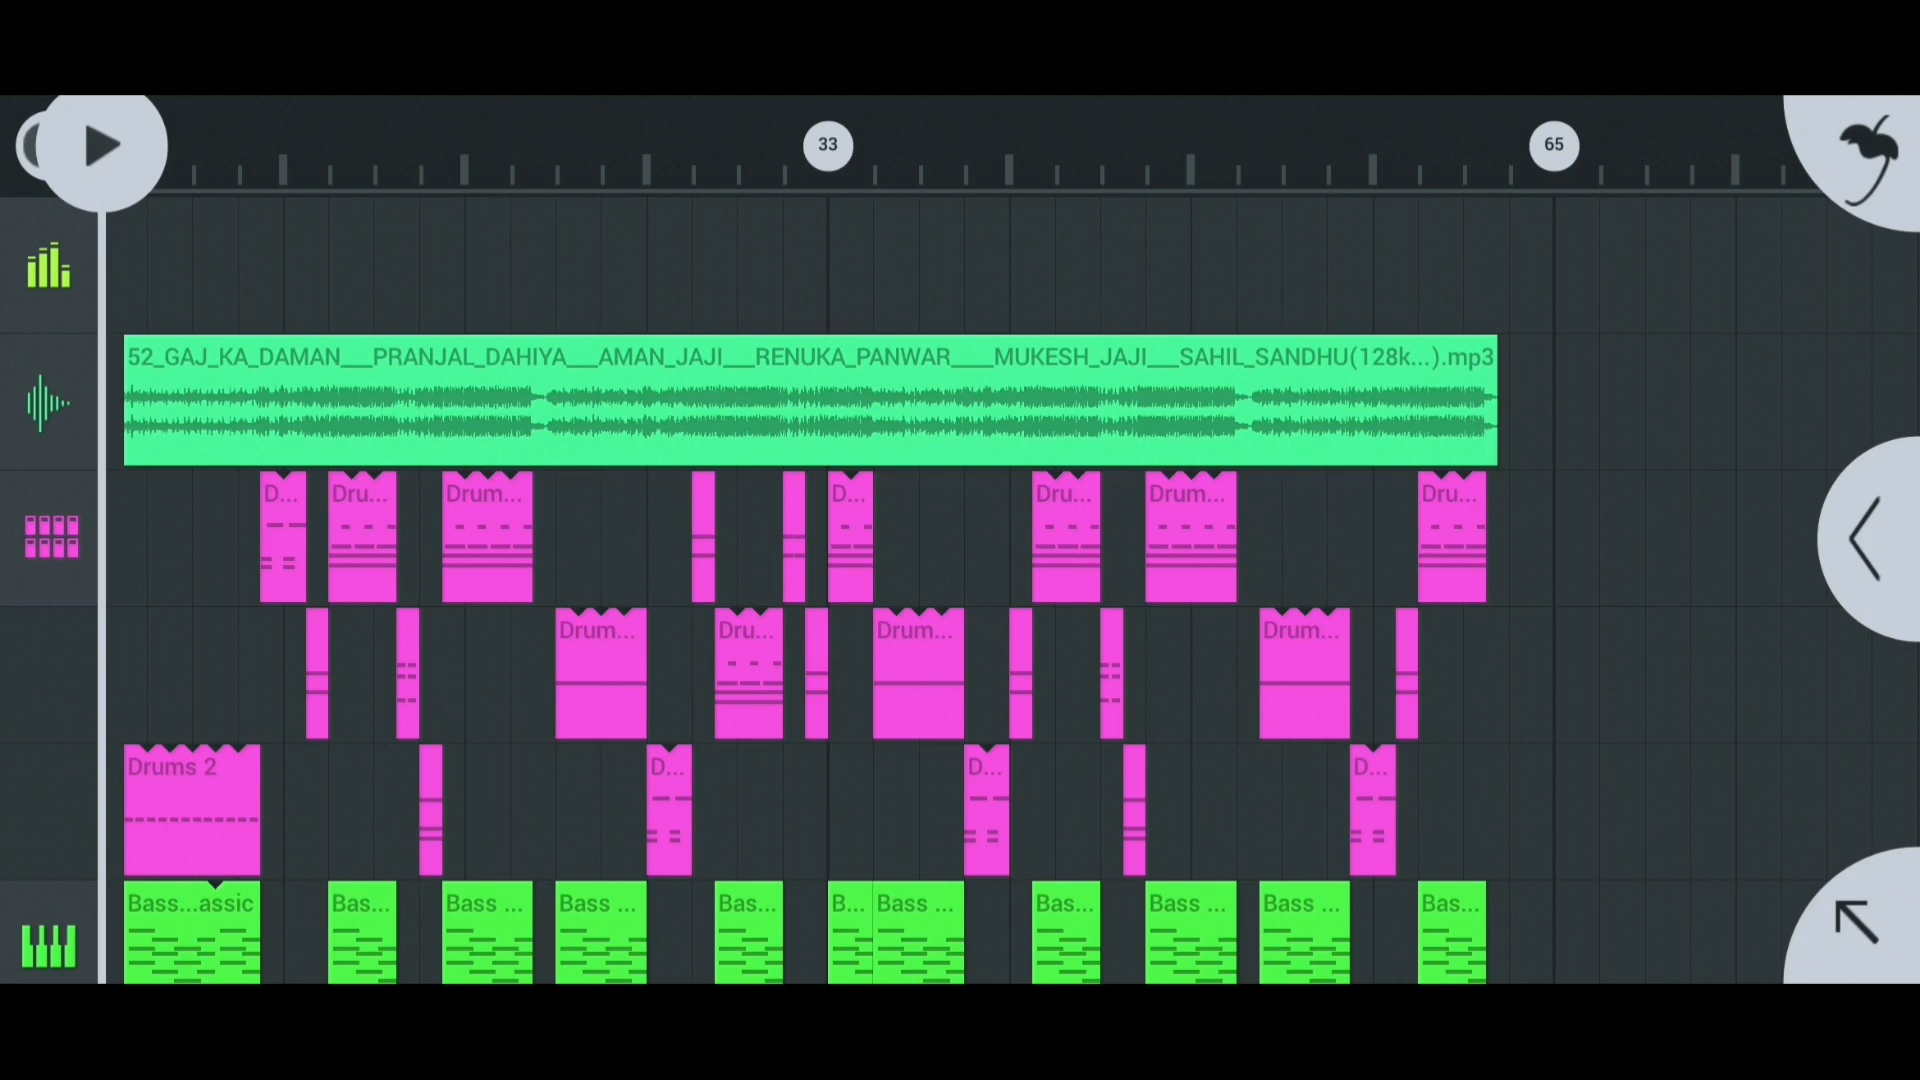 33
65
52_GAJ_KA_DAMAN___PRANJAL_DAHIYA___AMAN_JAJI___RENUKA_PANWAR____MUKESH_JAJI___SAHIL_SANDHU(128k...).mp3
D...
Dru...
Drum...
D...
Dru...
Drum...
Dru...
Drum...
Dru...
Drum...
Drum...
Drums 2
D...
D...
D...
Bass...assic
Bas...
Bass ...
Bass ...
Bas...
B...
Bass ...
Bas...
Bass ...
Bass ...
Bas...